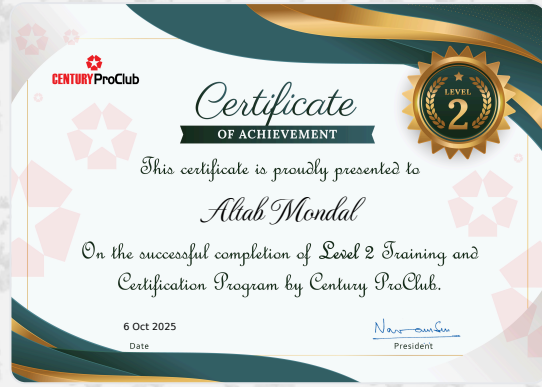 CENTURY ProClub
Certificate
OF ACHIEVEMENT
LEVEL
2
This certificate is proudly presented to
Altab Mondal
On the successful completion of Level 2 Training and
Certification Program by Century ProClub.
6 Oct 2025
Date
President